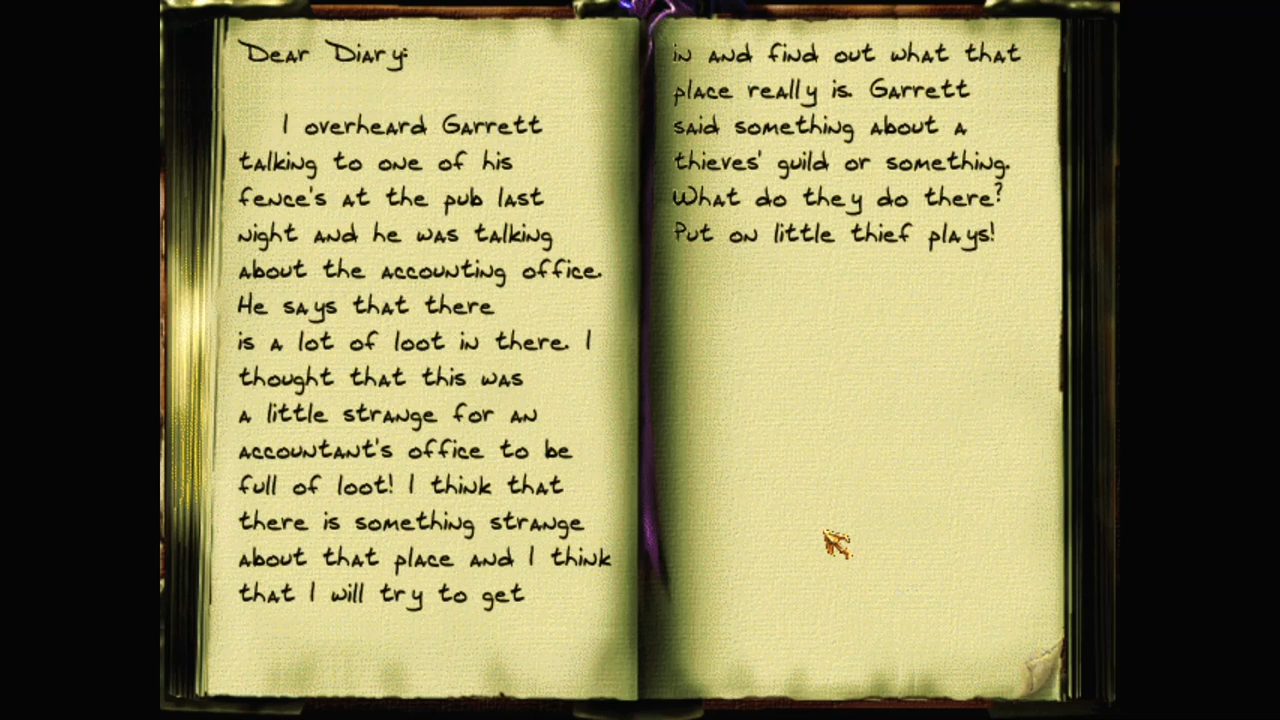 Dear Diary:
I overheard Garrett
talking to one of his
fence's at the pub last
night and he was talking
about the accounting office.
He says that there
is a lot of loot in there. I
thought that this was
a little strange for an
accountant's office to be
full of loot! I think that
there is something strange
about that place and I think
that I will try to get
in and find out what that
place really is. Garrett
said something about a
thieves' guild or something.
What do they do there?
Put on little thief plays!